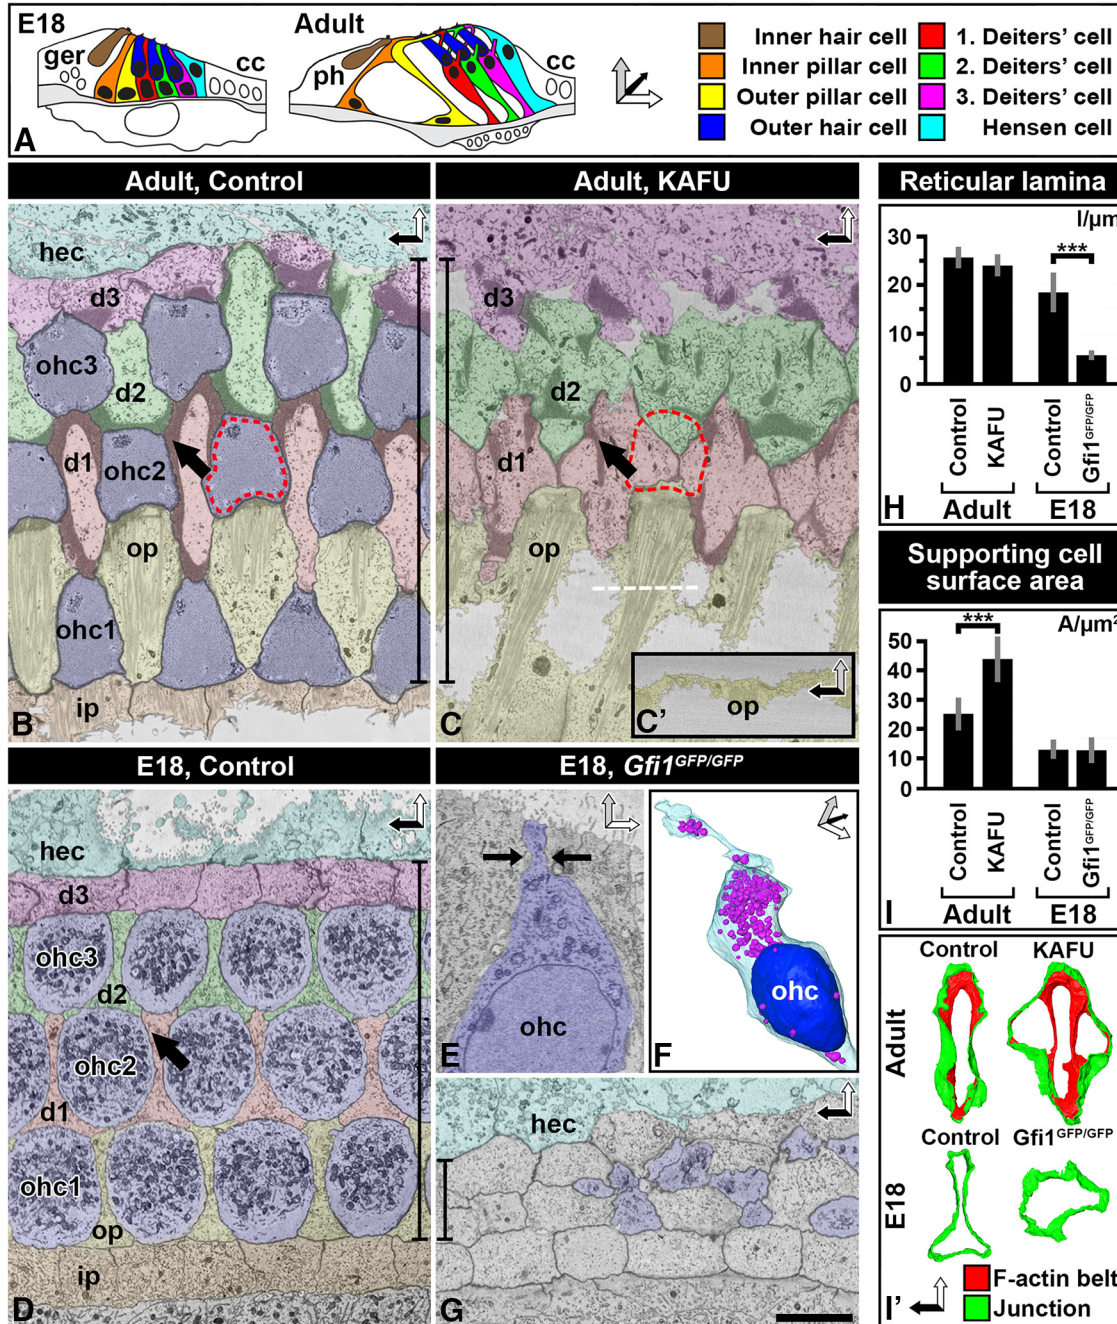 E18
ger
cc
Adult
ph
cc
Inner hair cell
Inner pillar cell
Outer pillar cell
Outer hair cell
1. Deiters' cell
2. Deiters' cell
3. Deiters' cell
Hensen cell
A
Adult, Control
hec
d3
ohc3
d2
d1
ohc2
op
ohc1
ip
B
Adult, KAFU
d3
d2
d1
op
C
C'
op
E18, Control
hec
d3
ohc3
d2
ohc2
d1
ohc1
op
ip
D
E18, Gfi1GFP/GFP
ohc
E
ohc
F
hec
G
Reticular lamina
l/µm
30
20
10
0
***
Control
KAFU
Control
Gfi1GFP/GFP
Adult
E18
H
Supporting cell
surface area
A/µm2
50
40
30
20
10
0
***
Control
KAFU
Control
Gfi1GFP/GFP
Adult
E18
I
Control
KAFU
Adult
Control
Gfi1GFP/GFP
E18
F-actin belt
Junction
I'